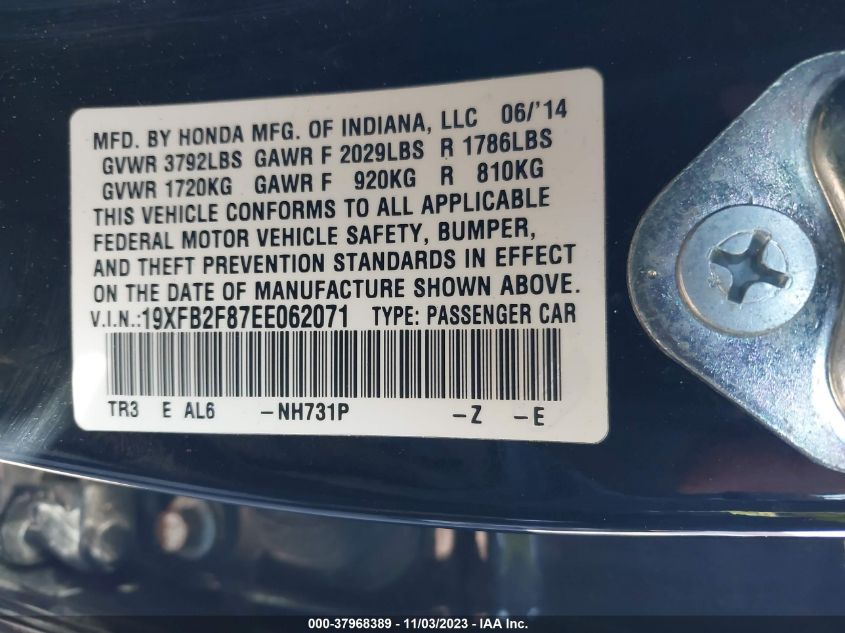 MFD. BY HONDA MFG. OF INDIANA, LLC 06/'14
GVWR 3792LBS GAWR F 2029LBS R 1786LBS
GVWR 1720KG GAWR F 920KG R 810KG
THIS VEHICLE CONFORMS TO ALL APPLICABLE
FEDERAL MOTOR VEHICLE SAFETY, BUMPER,
AND THEFT PREVENTION STANDARDS IN EFFECT
ON THE DATE OF MANUFACTURE SHOWN ABOVE.
V.I.N.:19XFB2F87EE062071 TYPE: PASSENGER CAR
TR3 E AL6 -NH731P -Z -E
000-37968389 - 11/03/2023 - IAA Inc.